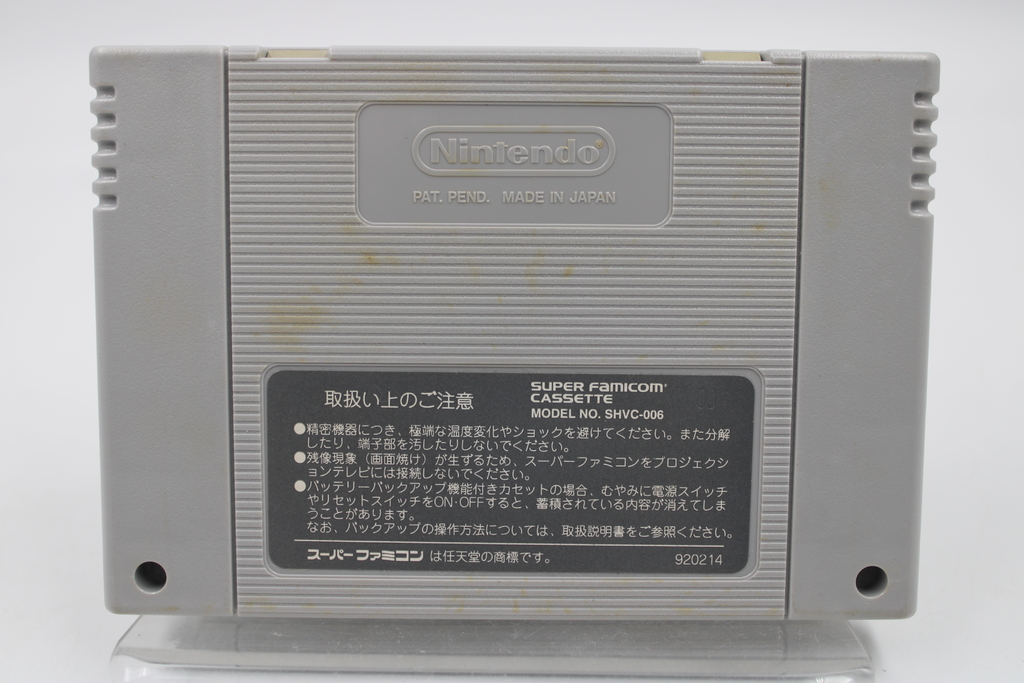 Nintendo
PAT. PEND. MADE IN JAPAN
取扱い上のご注意
SUPER FAMICOM
CASSETTE
MODEL NO. SHVC-006
●精密機器につき、極端な温度変化やショックを避けてください。また分解
したり、端子部を汚したりしないでください。
●残像現象（画面焼け）が生ずるため、スーパーファミコンをプロジェクシ
ョンテレビには接続しないでください。
●バッテリーバックアップ機能付きカセットの場合、むやみに電源スイッチ
やリセットスイッチをON・OFFすると、蓄積されている内容が消えてしま
うことがあります。
なお、バックアップの操作方法については、取扱説明書をご参照ください。
スーパーファミコン は任天堂の商標です。
920214